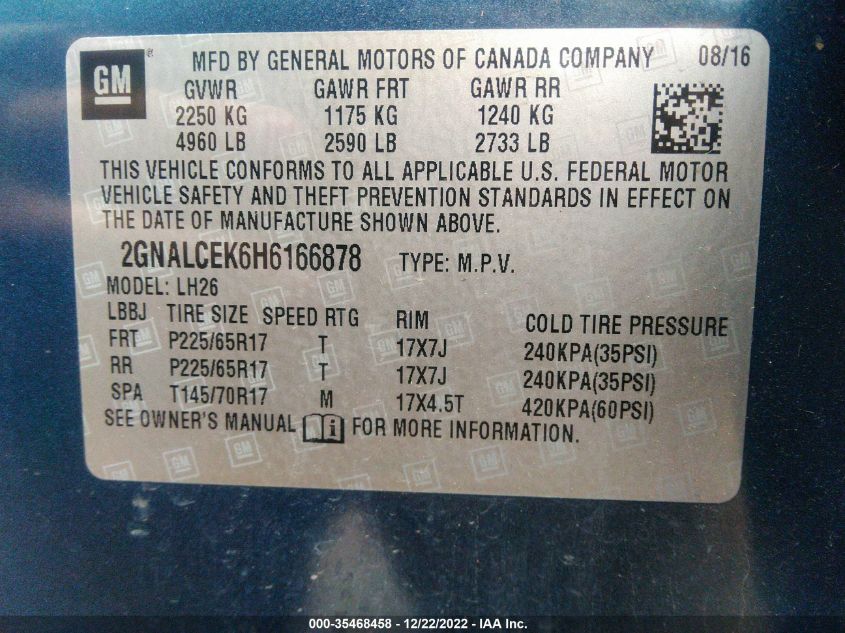 GM ® MFD BY GENERAL MOTORS OF CANADA COMPANY 08/16
GVWR GAWR FRT GAWR RR
2250 KG 1175 KG 1240 KG
4960 LB 2590 LB 2733 LB
THIS VEHICLE CONFORMS TO ALL APPLICABLE U.S. FEDERAL MOTOR
VEHICLE SAFETY AND THEFT PREVENTION STANDARDS IN EFFECT ON
THE DATE OF MANUFACTURE SHOWN ABOVE.
2GNALCEK6H6166878 TYPE: M.P.V.
MODEL: LH26
LBBJ TIRE SIZE SPEED RTG RIM COLD TIRE PRESSURE
FRT P225/65R17 T 17X7J 240KPA(35PSI)
RR P225/65R17 T 17X7J 240KPA(35PSI)
SPA T145/70R17 M 17X4.5T 420KPA(60PSI)
SEE OWNER'S MANUAL FOR MORE INFORMATION.
000-35468458 - 12/22/2022 - IAA Inc.